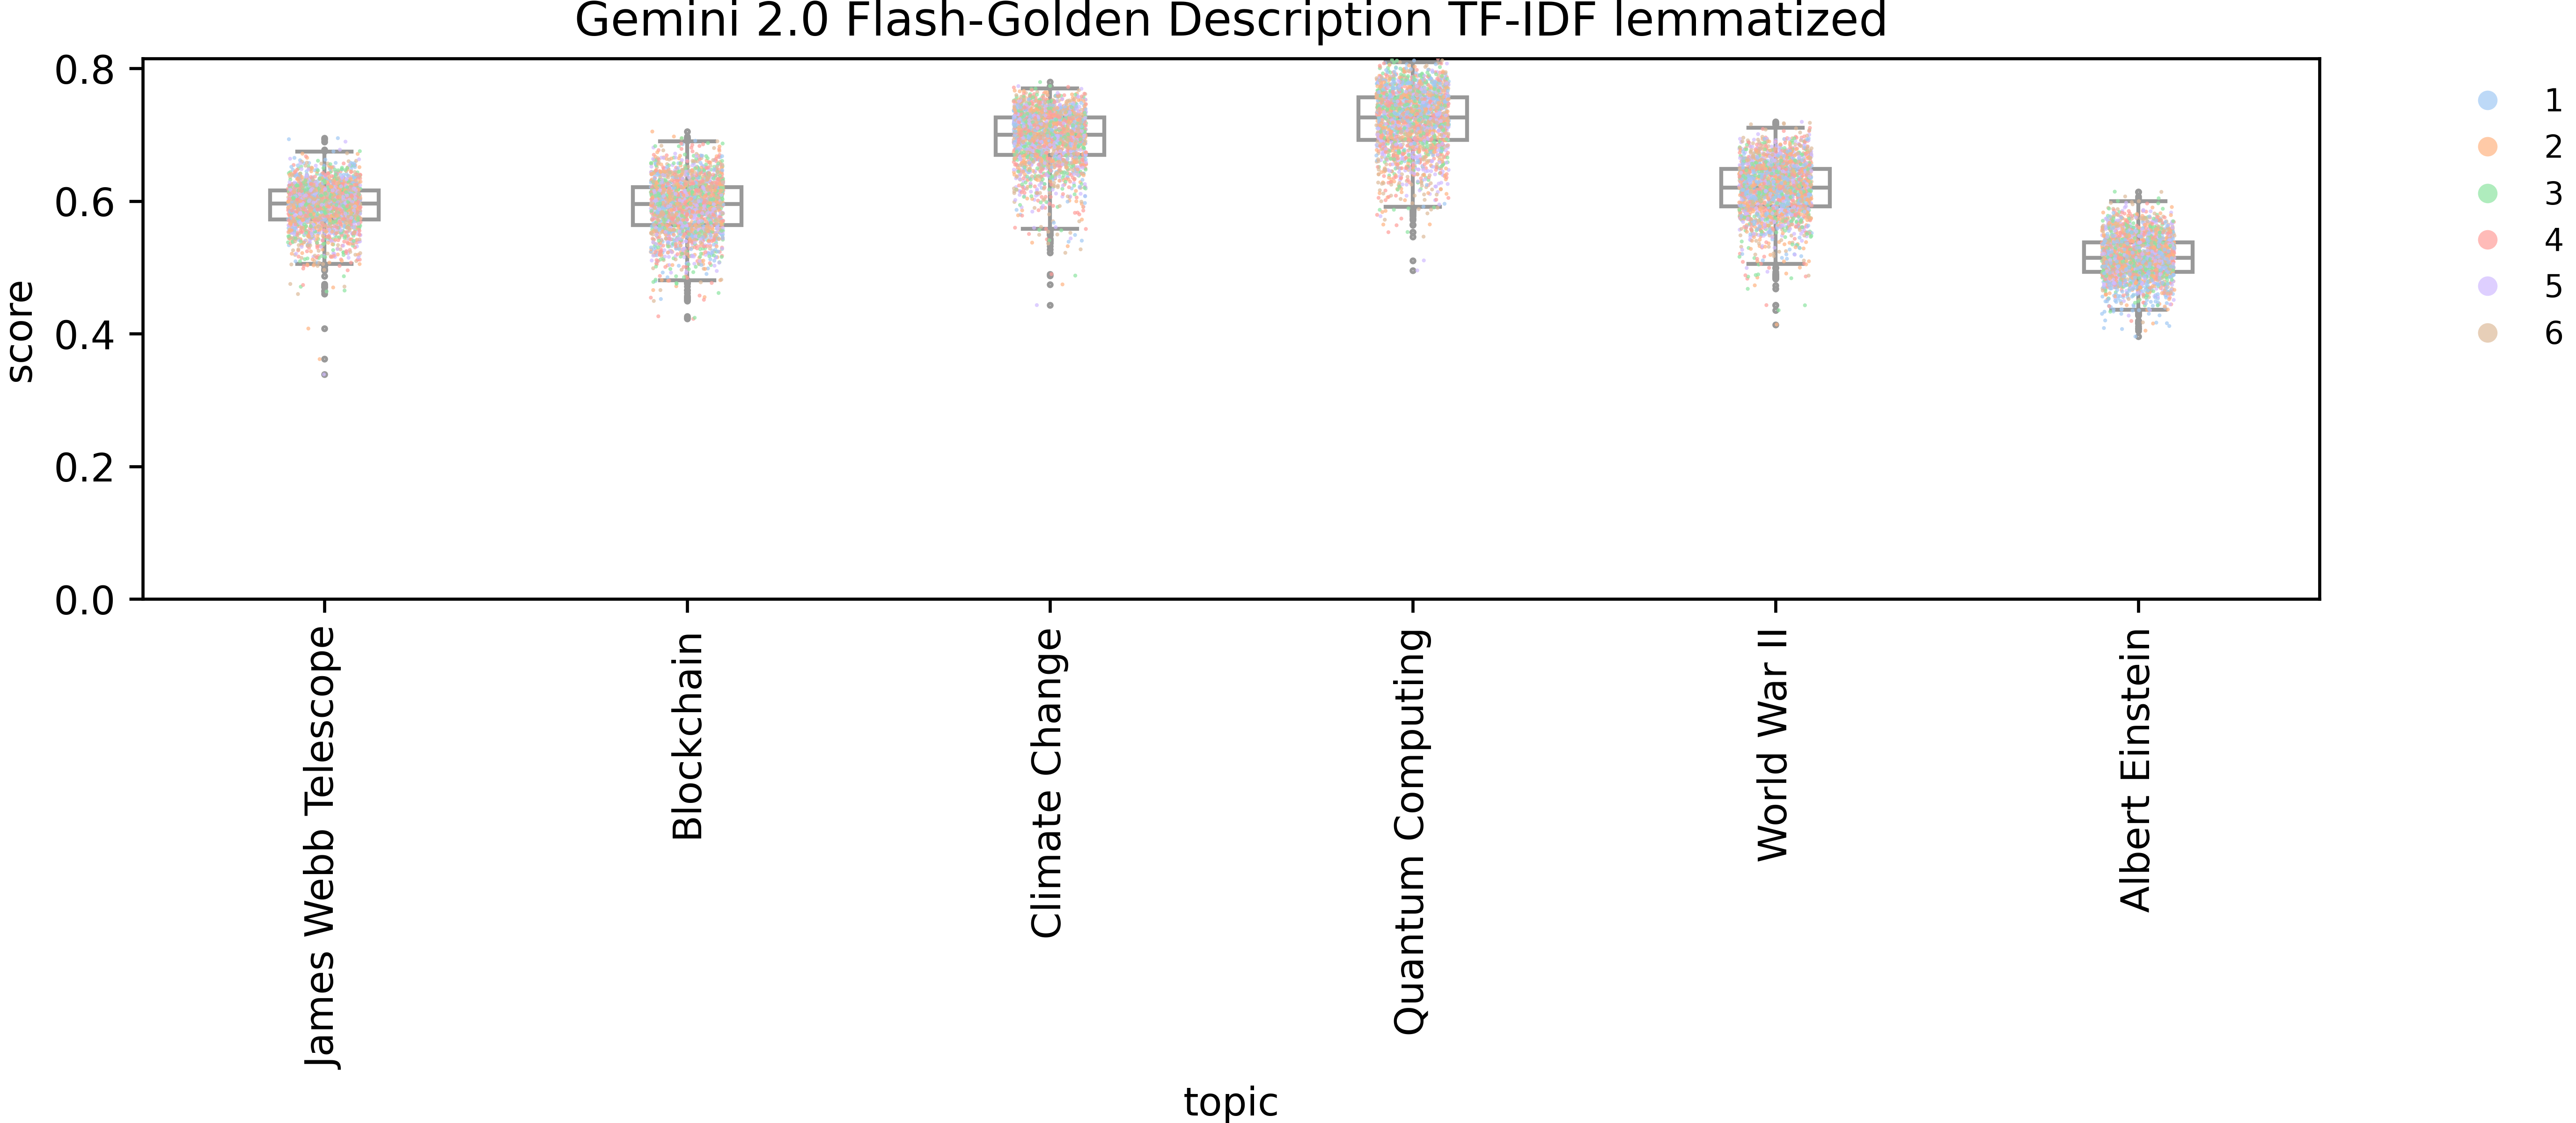 Gemini 2.0 Flash-Golden Description TF-IDF lemmatized
0.8
0.6
0.4
0.2
0.0
score
James Webb Telescope
Blockchain
Climate Change
Quantum Computing
World War II
Albert Einstein
topic
1
2
3
4
5
6